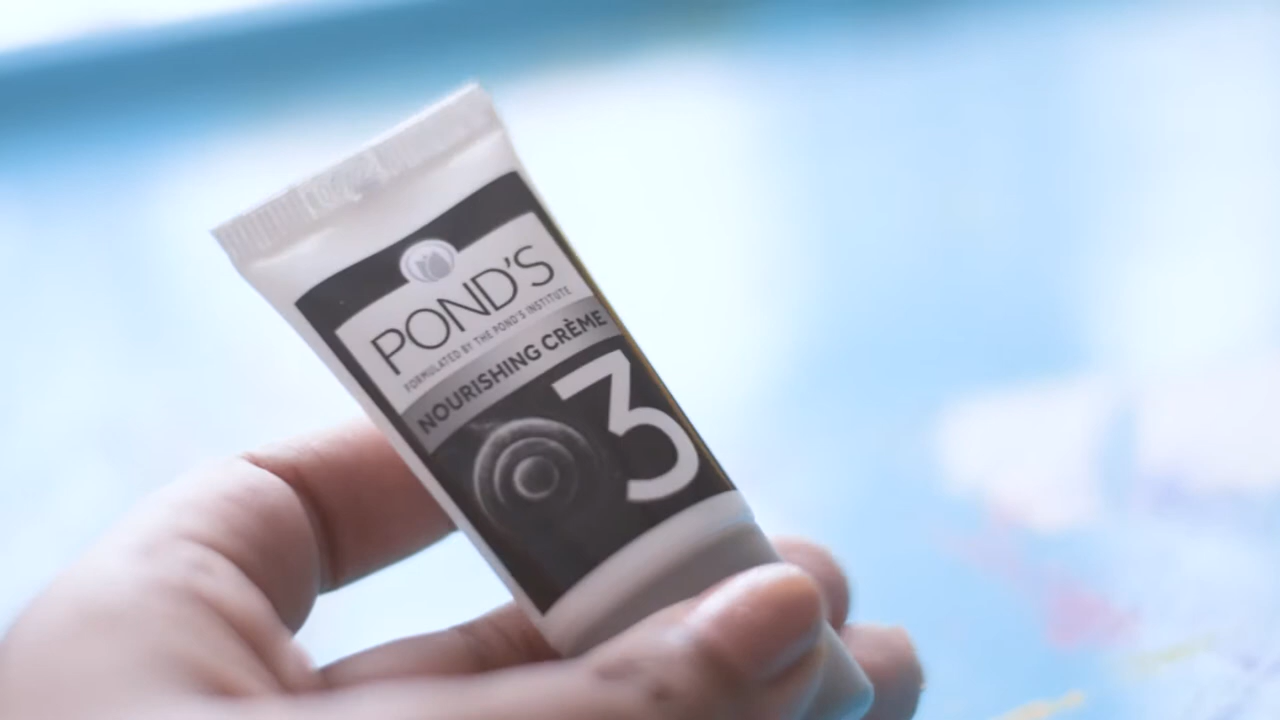 POND'S
FORMULATED BY THE POND'S INSTITUTE
NOURISHING CRÈME
3